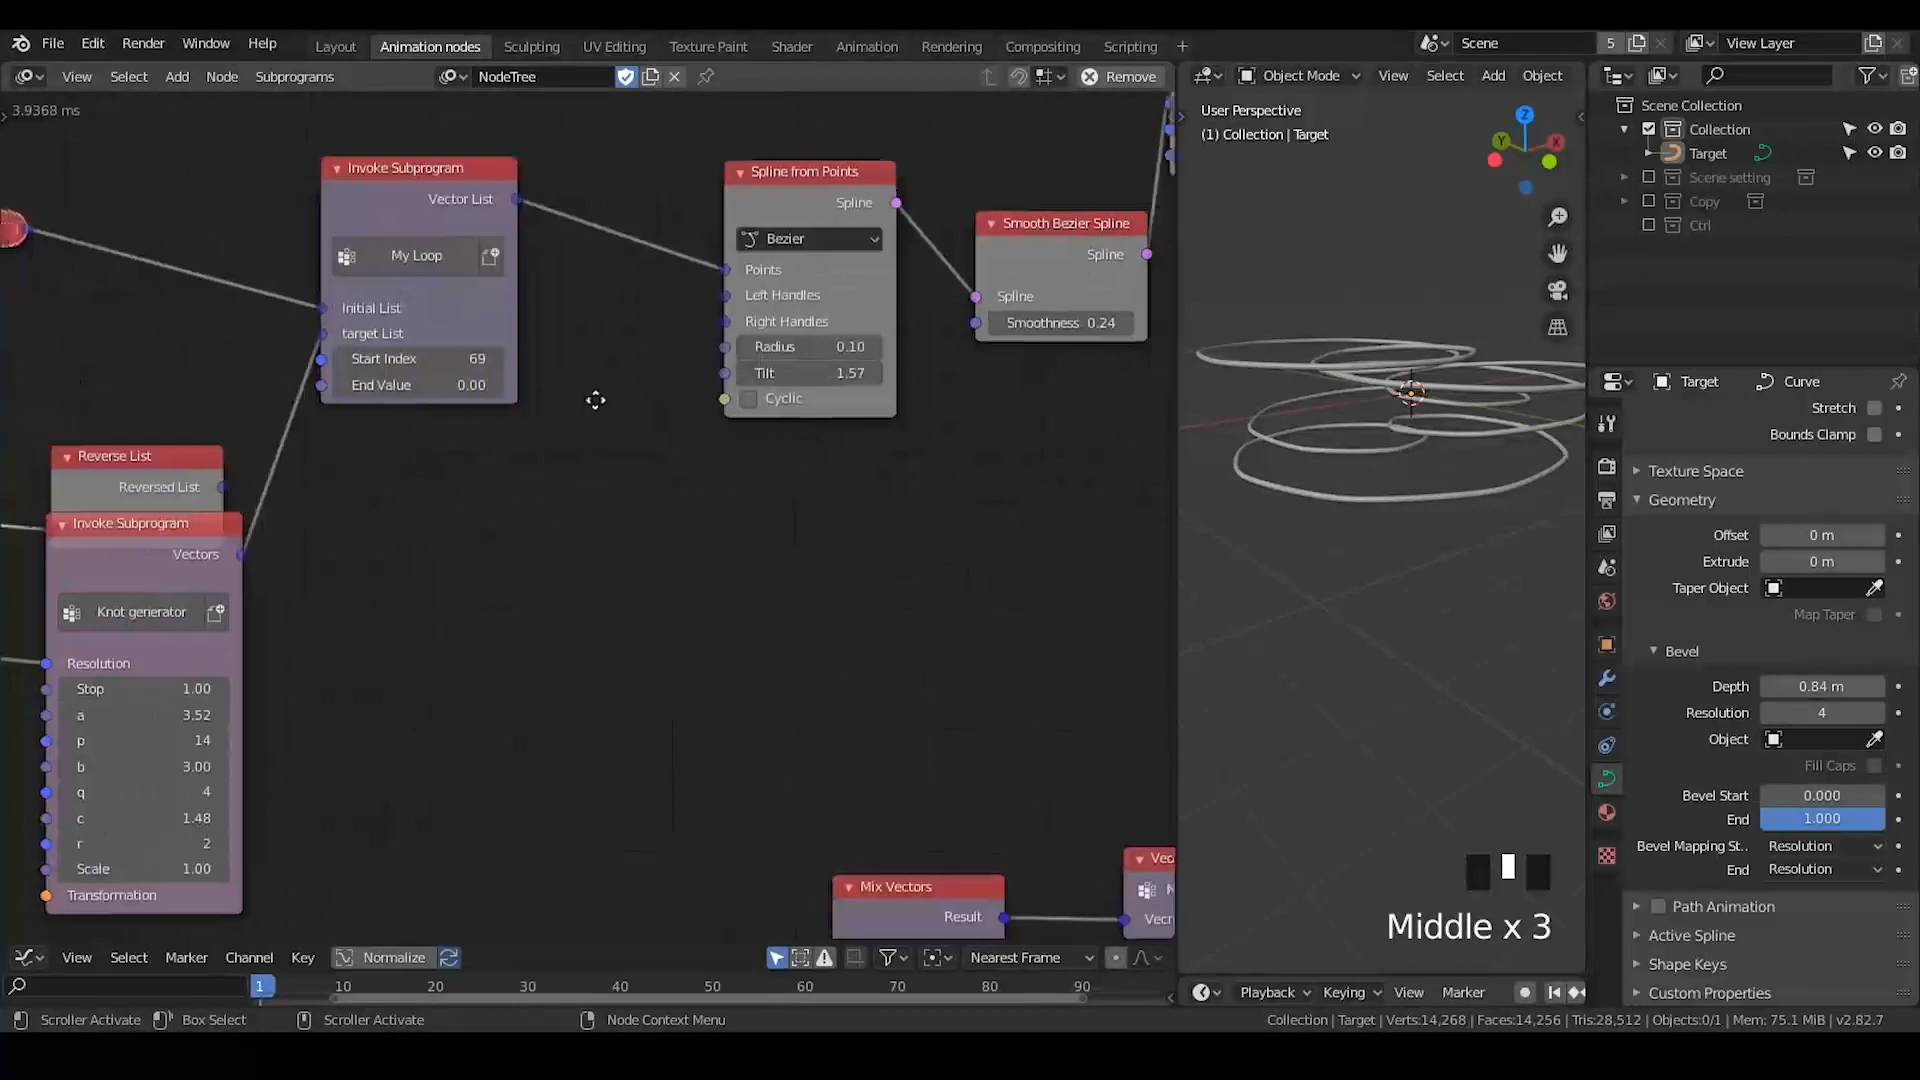 File Edit Render Window Help Layout Animation nodes Sculpting UV Editing Texture Paint Shader Animation Rendering Compositing Scripting + Scene 5 View Layer
View Select Add Node Subprograms NodeTree Remove Object Mode View Select Add Object
3.9368 ms
User Perspective
(1) Collection | Target
Z
Y
X
Scene Collection
Collection
Target
Scene setting
Copy
Ctrl
Invoke Subprogram
Vector List
My Loop
Initial List
target List
Start Index 69
End Value 0.00
Spline from Points
Spline
Bezier
Points
Left Handles
Right Handles
Radius 0.10
Tilt 1.57
Cyclic
Smooth Bezier Spline
Spline
Spline
Smoothness 0.24
Reverse List
Reversed List
Invoke Subprogram
Vectors
Knot generator
Resolution
Stop 1.00
a 3.52
p 14
b 3.00
q 4
c 1.48
r 2
Scale 1.00
Transformation
Mix Vectors
Result
Target Curve
Stretch
Bounds Clamp
Texture Space
Geometry
Offset 0 m
Extrude 0 m
Taper Object
Map Taper
Bevel
Depth 0.84 m
Resolution 4
Object
Fill Caps
Bevel Start 0.000
End 1.000
Bevel Mapping St.. Resolution
End Resolution
Path Animation
Active Spline
Shape Keys
Custom Properties
Middle x 3
View Select Marker Channel Key Normalize Nearest Frame
1 10 20 30 40 50 60 70 80 90
Playback Keying View Marker
Scroller Activate Box Select Scroller Activate Node Context Menu Collection | Target | Verts:14,268 | Faces:14,256 | Tris:28,512 | Objects:0/1 | Mem: 75.1 MiB | v2.82.7